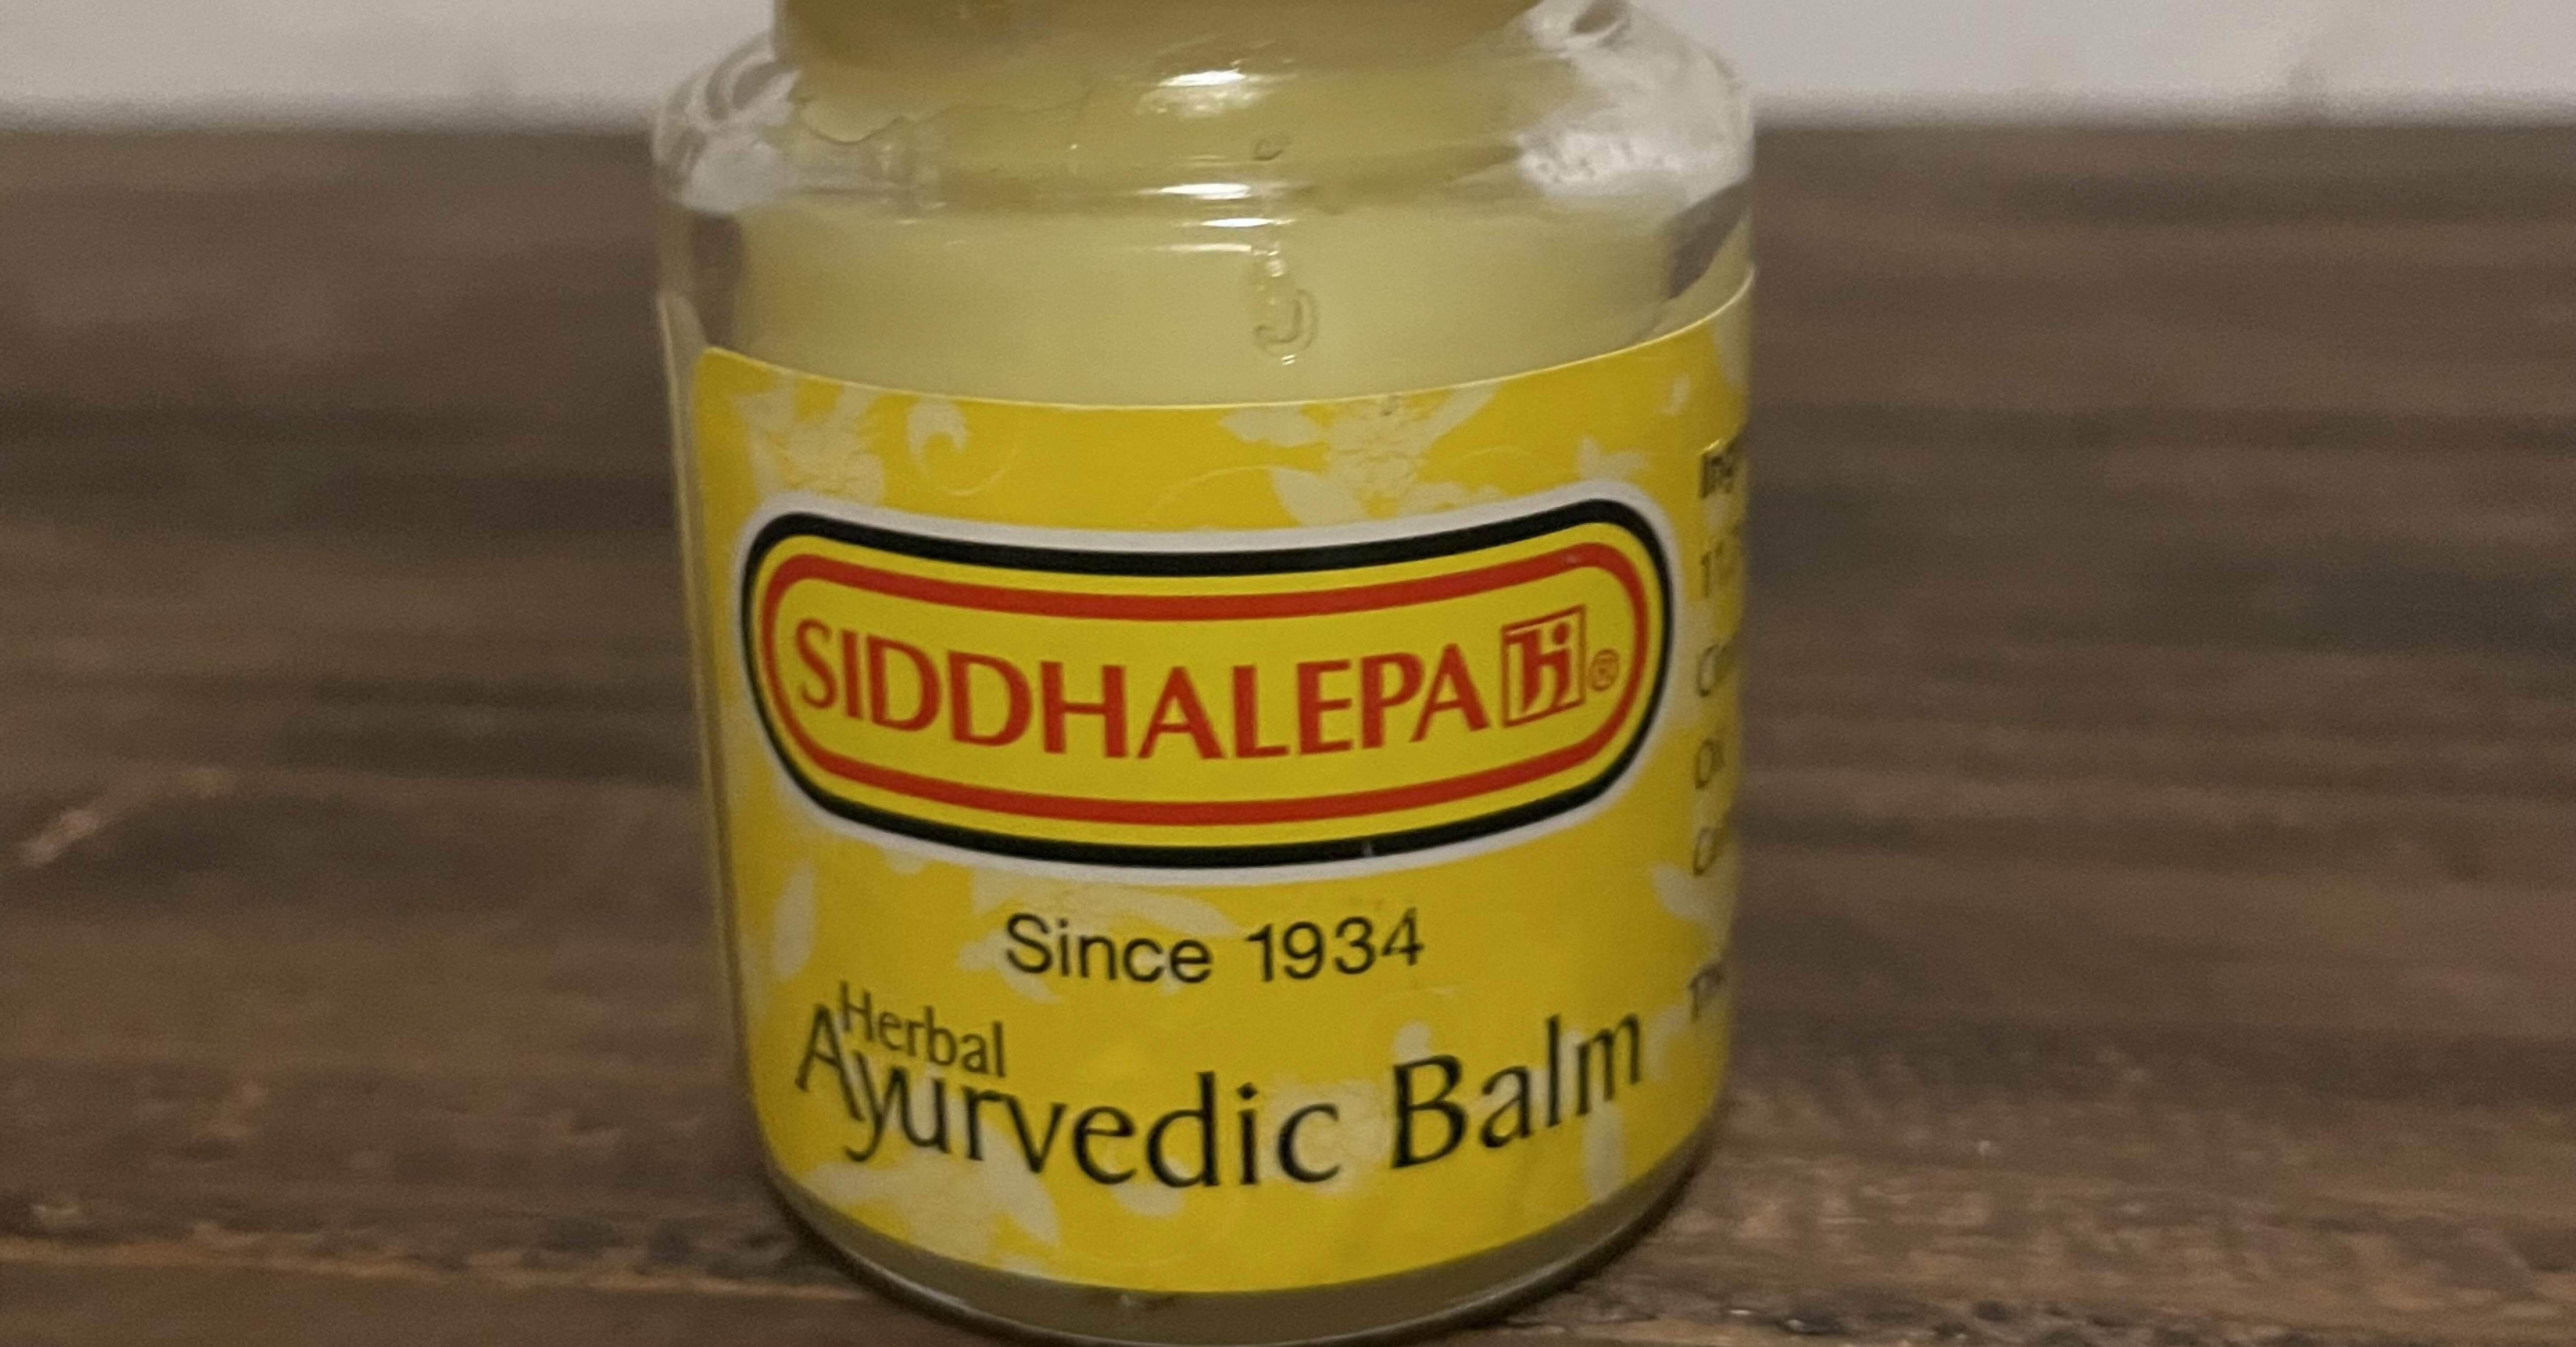 SIDDHALEPA H®
Since 1934
Herbal
Ayurvedic Balm